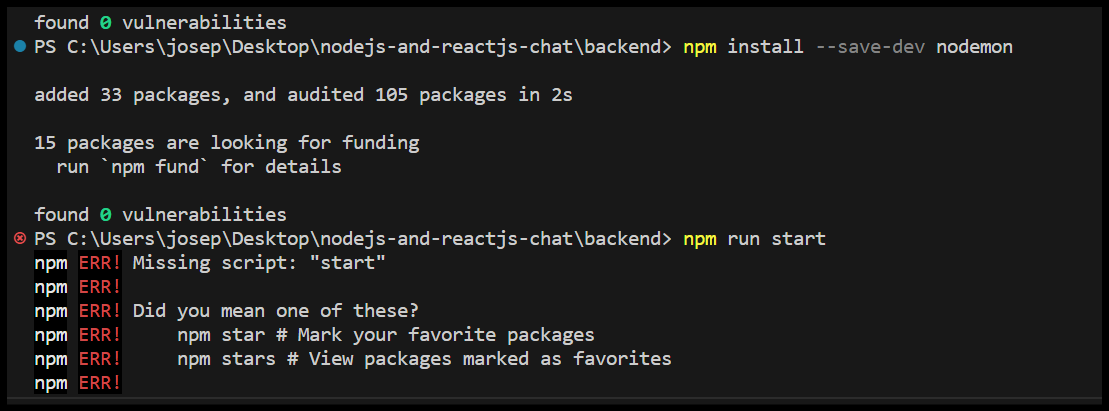 found 0 vulnerabilities
PS C:\Users\josep\Desktop\nodejs-and-reactjs-chat\backend> npm install --save-dev nodemon
added 33 packages, and audited 105 packages in 2s
15 packages are looking for funding
  run `npm fund` for details
found 0 vulnerabilities
PS C:\Users\josep\Desktop\nodejs-and-reactjs-chat\backend> npm run start
npm ERR! Missing script: "start"
npm ERR!
npm ERR! Did you mean one of these?
npm ERR!     npm star # Mark your favorite packages
npm ERR!     npm stars # View packages marked as favorites
npm ERR!